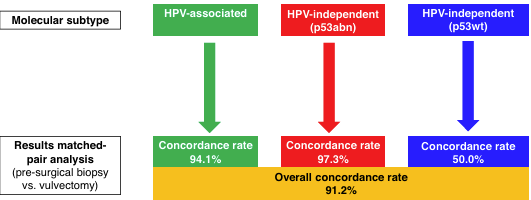 Molecular subtype
HPV-associated
HPV-independent
(p53abn)
HPV-independent
(p53wt)
Results matched-
pair analysis
(pre-surgical biopsy
vs. vulvectomy)
Concordance rate
94.1%
Concordance rate
97.3%
Concordance rate
50.0%
Overall concordance rate
91.2%